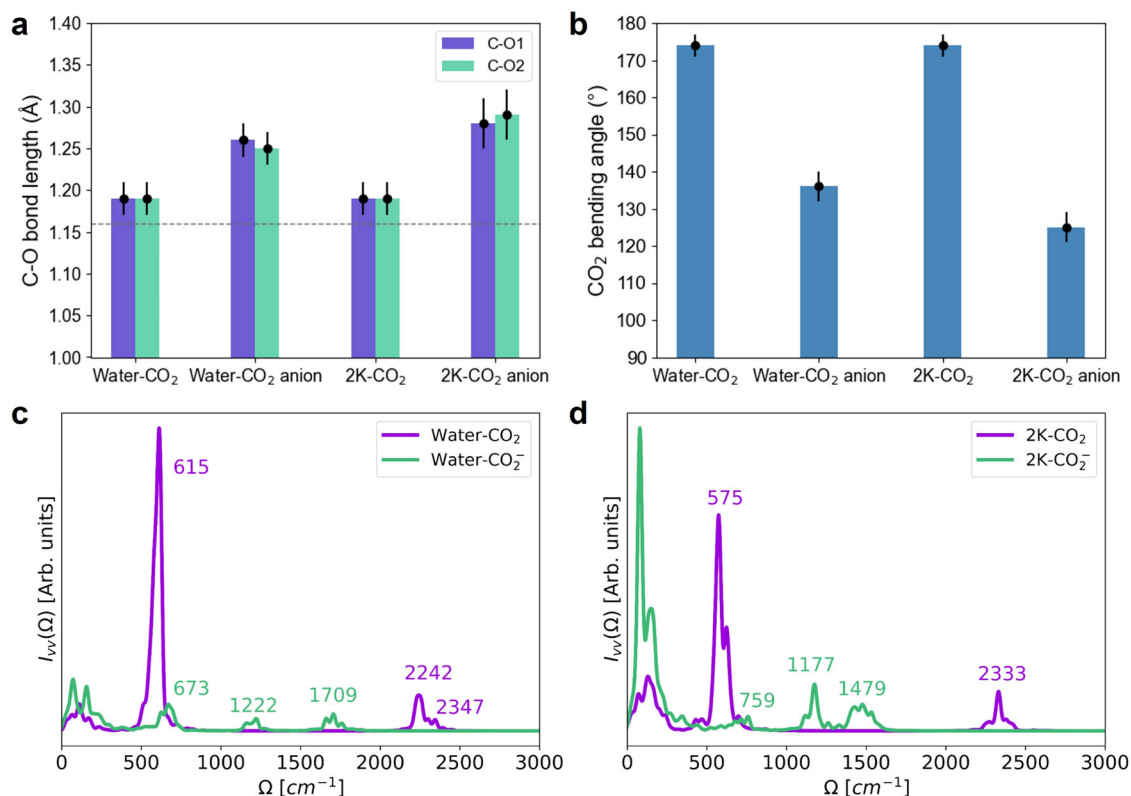 a
1.40
1.35
1.30
1.25
1.20
1.15
1.10
1.05
1.00
C-O bond length (Å)
C-O1
C-O2
Water-CO₂
Water-CO₂ anion
2K-CO₂
2K-CO₂ anion
b
180
170
160
150
140
130
120
110
100
90
CO₂ bending angle (°)
Water-CO₂
Water-CO₂ anion
2K-CO₂
2K-CO₂ anion
c
Iᵥᵥ(Ω) [Arb. units]
Water-CO₂
Water-CO₂⁻
615
673
1222
1709
2242
2347
0
500
1000
1500
2000
2500
3000
Ω [cm⁻¹]
d
Iᵥᵥ(Ω) [Arb. units]
2K-CO₂
2K-CO₂⁻
575
759
1177
1479
2333
0
500
1000
1500
2000
2500
3000
Ω [cm⁻¹]